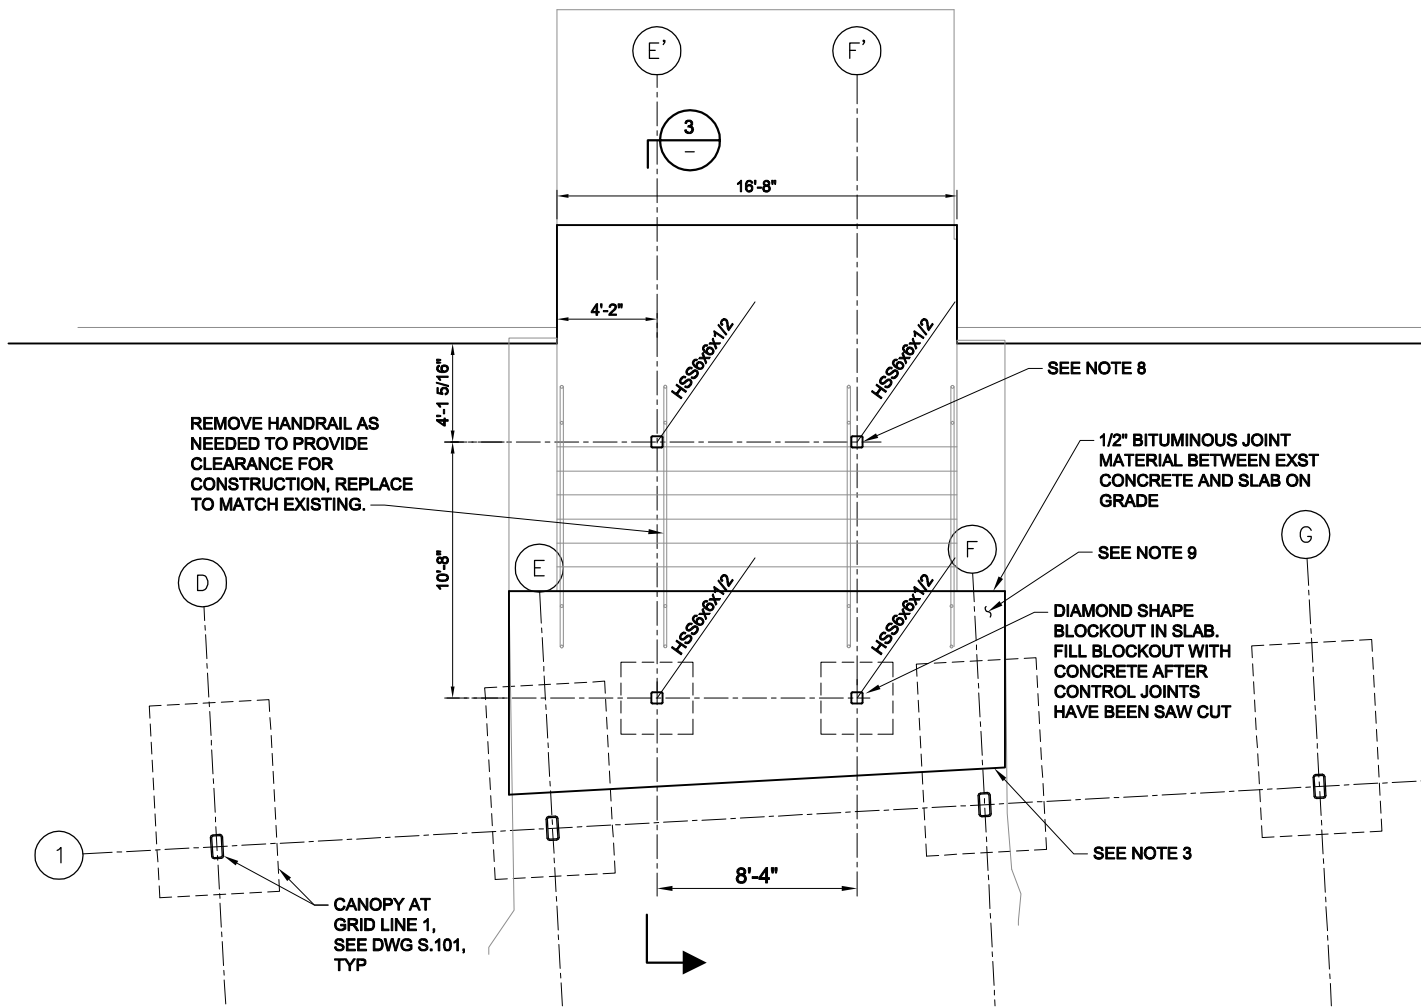 E'
F'
3
–
16'-8"
4'-2"
HSS6x6x1/2
HSS6x6x1/2
4'-1 5/16"
SEE NOTE 8
REMOVE HANDRAIL AS
NEEDED TO PROVIDE
CLEARANCE FOR
CONSTRUCTION, REPLACE
TO MATCH EXISTING.
1/2" BITUMINOUS JOINT
MATERIAL BETWEEN EXST
CONCRETE AND SLAB ON
GRADE
10'-8"
D
E
F
G
SEE NOTE 9
HSS6x6x1/2
HSS6x6x1/2
DIAMOND SHAPE
BLOCKOUT IN SLAB.
FILL BLOCKOUT WITH
CONCRETE AFTER
CONTROL JOINTS
HAVE BEEN SAW CUT
1
SEE NOTE 3
8'-4"
CANOPY AT
GRID LINE 1,
SEE DWG S.101,
TYP